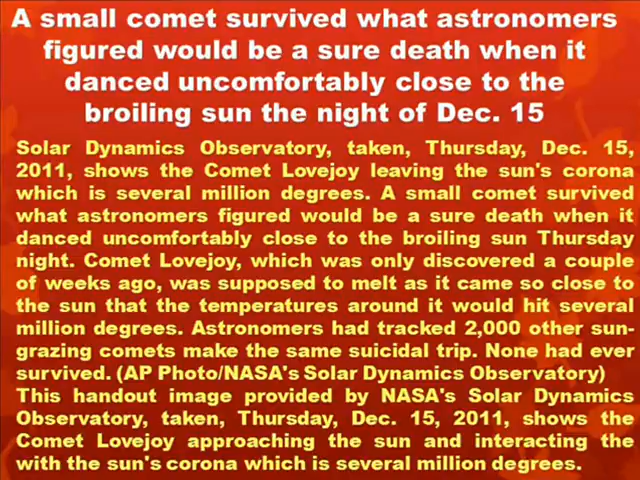 A small comet survived what astronomers
figured would be a sure death when it
danced uncomfortably close to the
broiling sun the night of Dec. 15
Solar Dynamics Observatory, taken, Thursday, Dec. 15,
2011, shows the Comet Lovejoy leaving the sun's corona
which is several million degrees. A small comet survived
what astronomers figured would be a sure death when it
danced uncomfortably close to the broiling sun Thursday
night. Comet Lovejoy, which was only discovered a couple
of weeks ago, was supposed to melt as it came so close to
the sun that the temperatures around it would hit several
million degrees. Astronomers had tracked 2,000 other sun-
grazing comets make the same suicidal trip. None had ever
survived. (AP Photo/NASA's Solar Dynamics Observatory)
This handout image provided by NASA's Solar Dynamics
Observatory, taken, Thursday, Dec. 15, 2011, shows the
Comet Lovejoy approaching the sun and interacting the
with the sun's corona which is several million degrees.